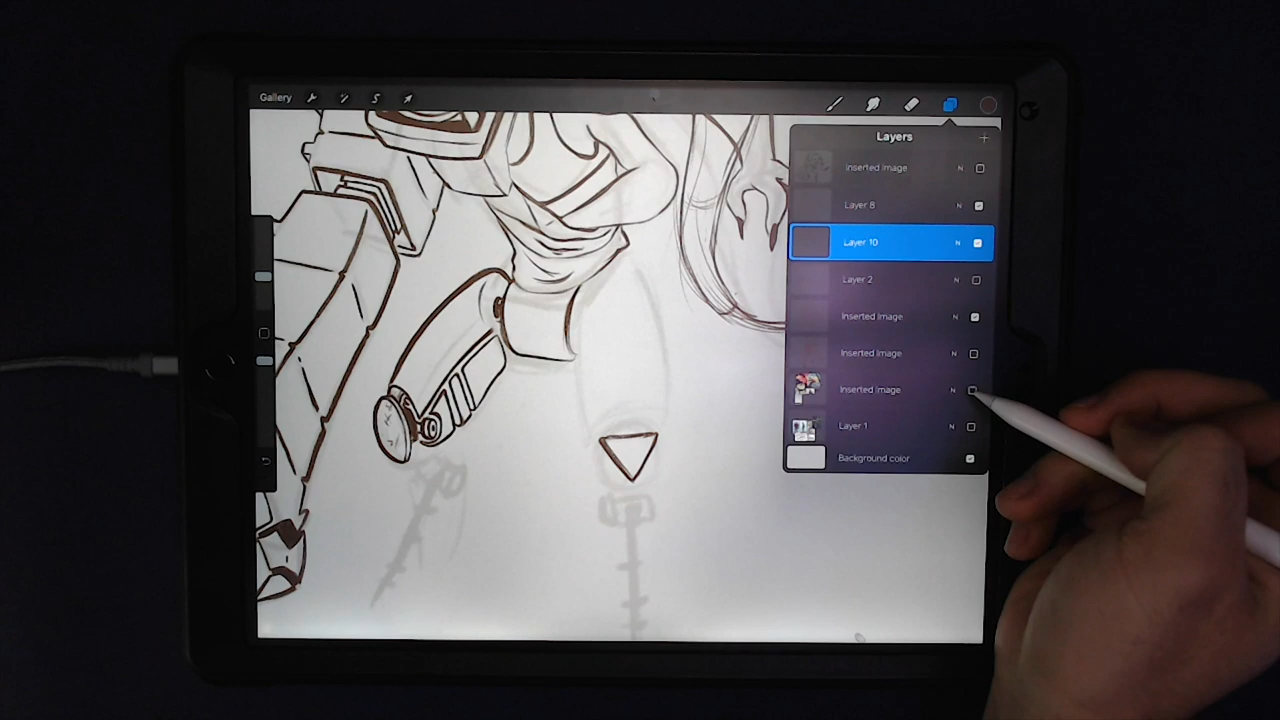 Gallery
Layers
Inserted Image N
Layer 8 N
Layer 10 N
Layer 2 N
Inserted Image N
Inserted Image N
Inserted Image N
Layer 1 N
Background color